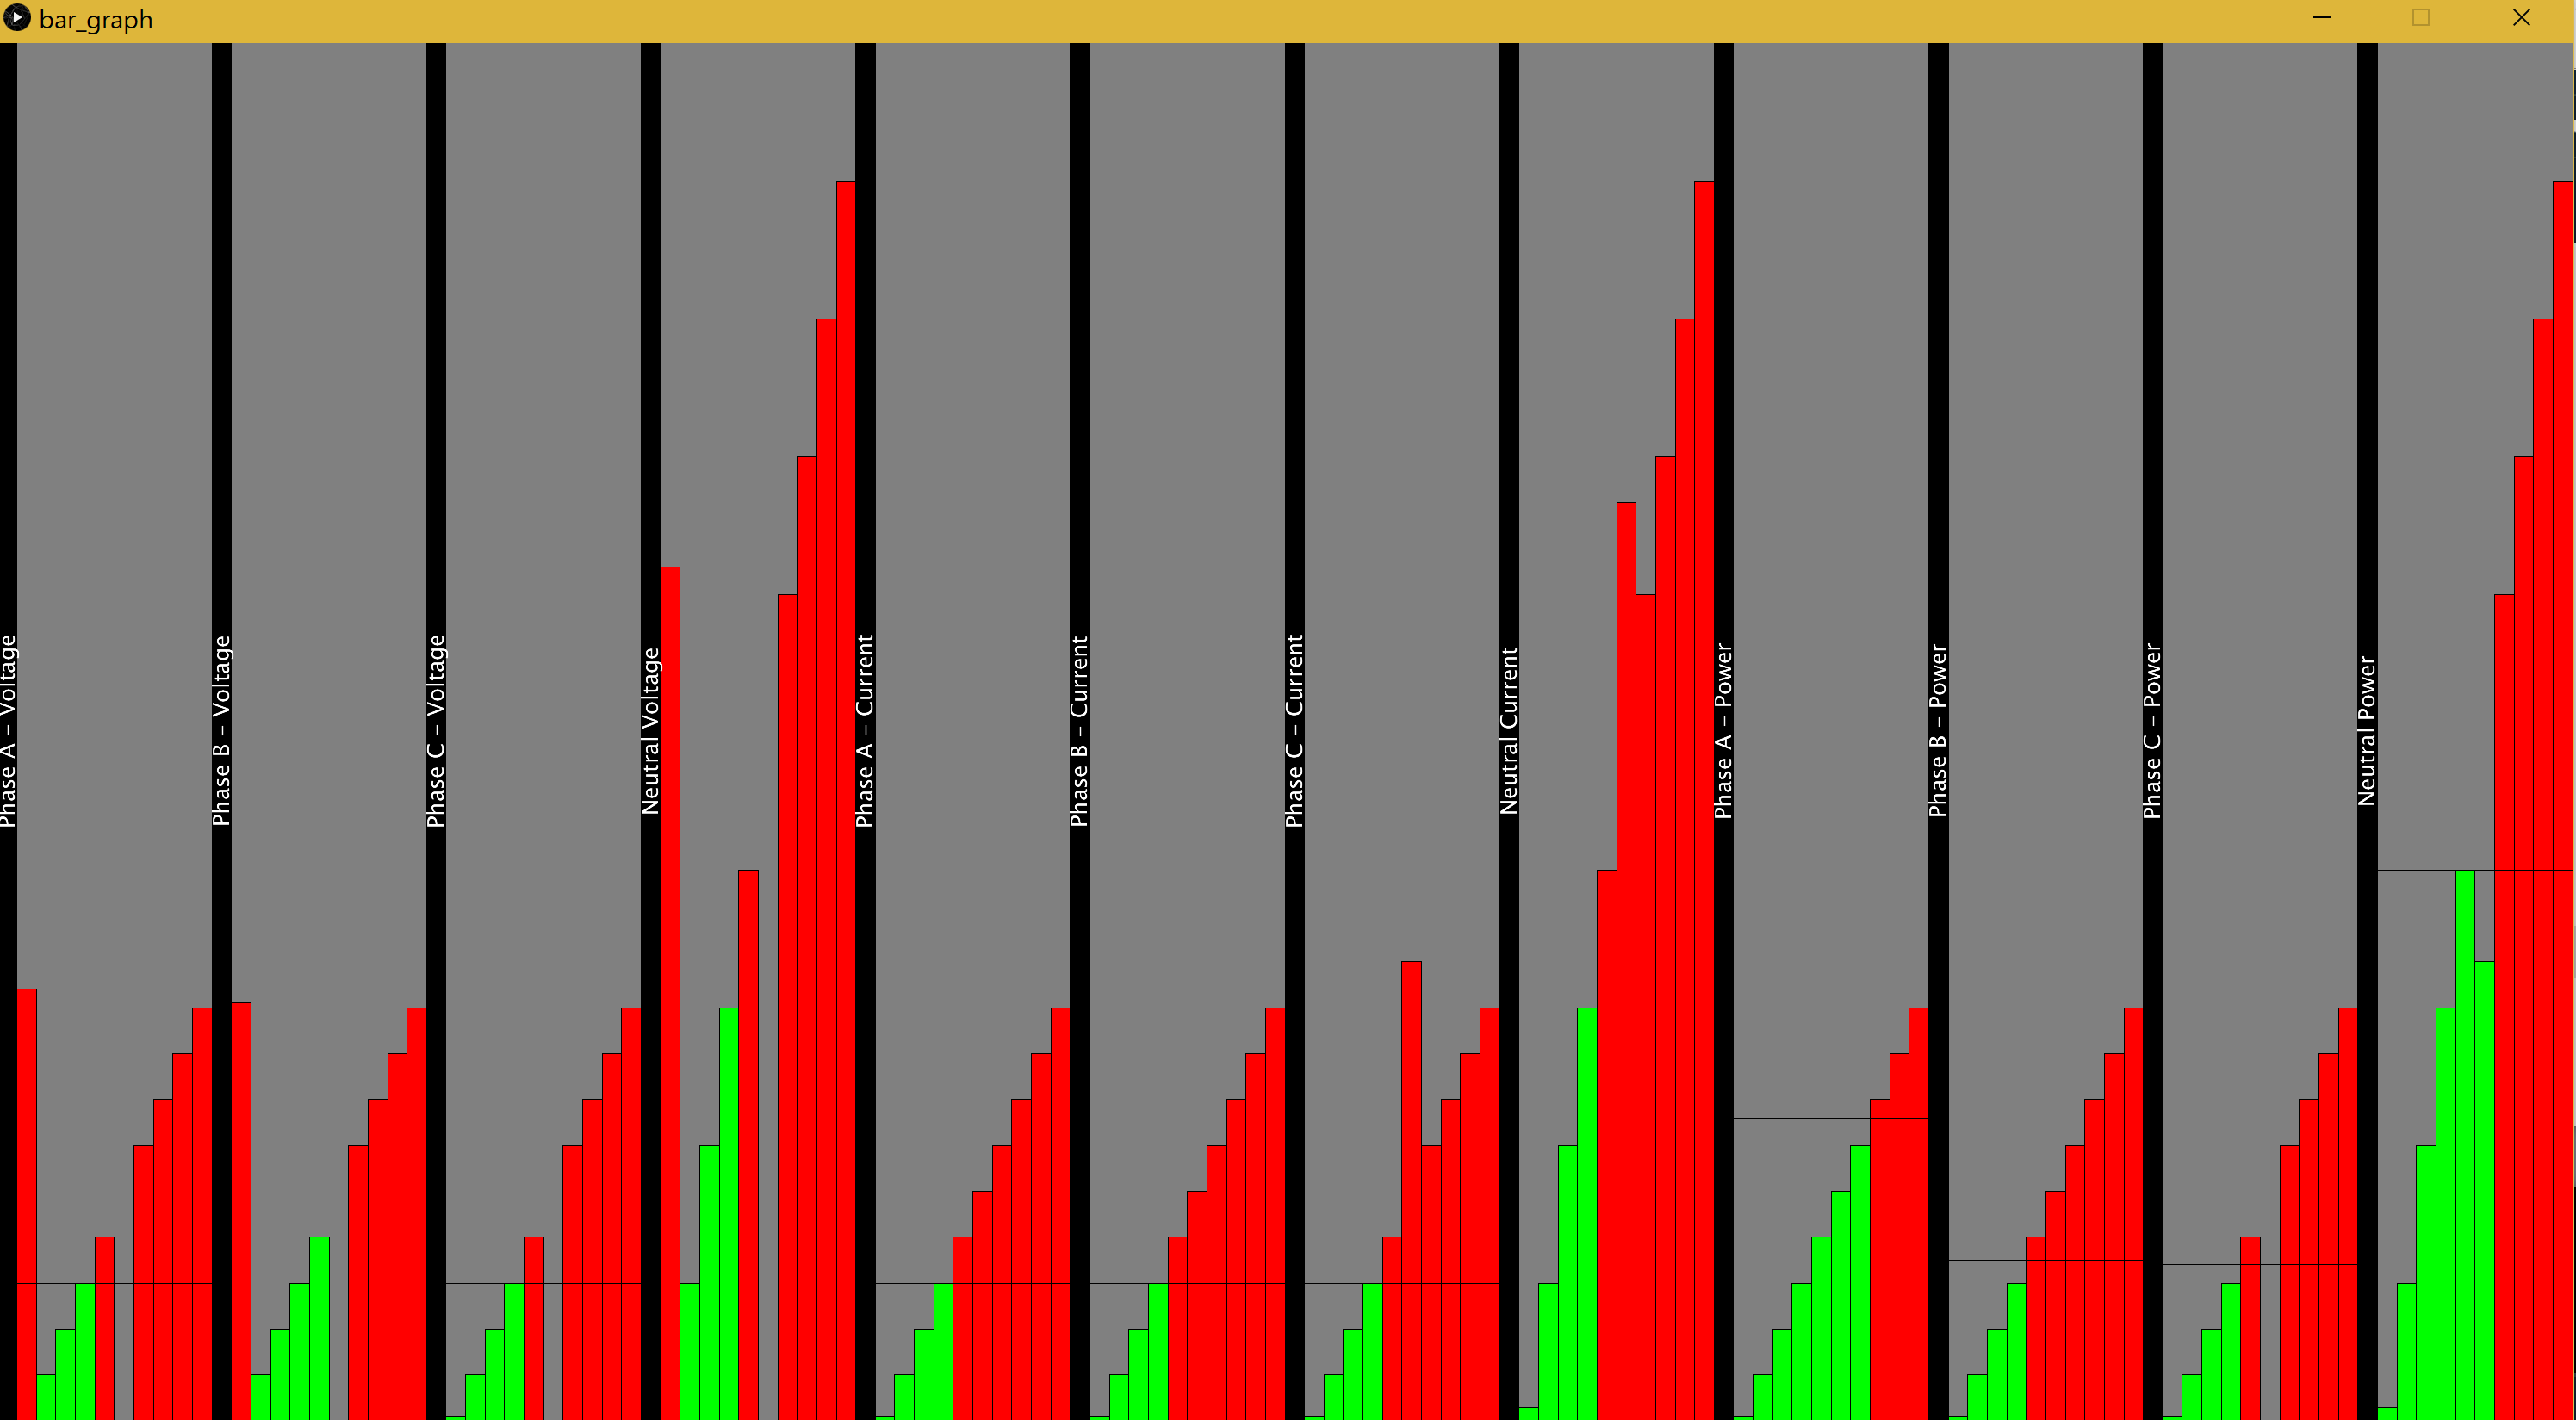 bar_graph
Phase A – Voltage
Phase B – Voltage
Phase C – Voltage
Neutral Voltage
Phase A – Current
Phase B – Current
Phase C – Current
Neutral Current
Phase A – Power
Phase B – Power
Phase C – Power
Neutral Power